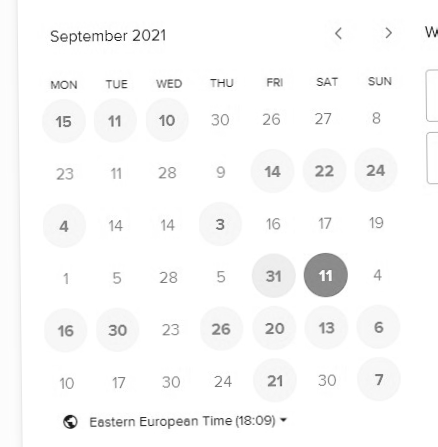 September 2021
W
MON TUE WED THU FRI SAT SUN
15 11 10 30 26 27 8
23 11 28 9 14 22 24
4 14 14 3 16 17 19
1 5 28 5 31 11 4
16 30 23 26 20 13 6
10 17 30 24 21 30 7
Eastern European Time (18:09)